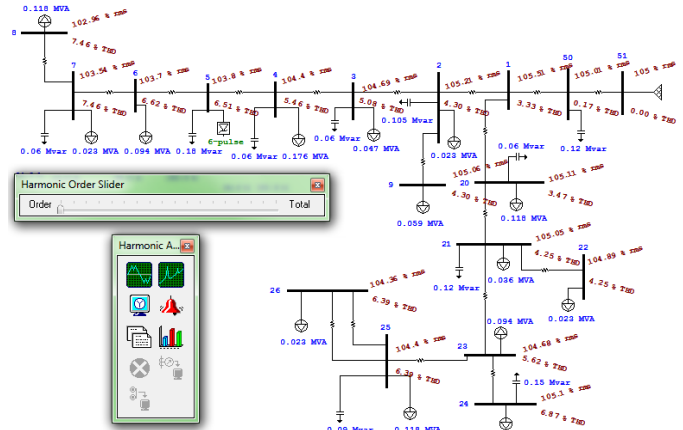 0.118 MVA
102.96 % rms
8
7.46 % THD
7
103.54 % rms
7.46 % THD
6
103.7 % rms
6.62 % THD
5
103.8 % rms
6.51 % THD
4
104.4 % rms
5.46 % THD
3
104.69 % rms
5.08 % THD
2
105.21 % rms
4.30 % THD
1
105.51 % rms
3.33 % THD
50
105.01 % rms
0.17 % THD
51
105 % rms
0.00 % THD
0.06 Mvar
0.023 MVA
0.094 MVA
0.18 Mvar
6-pulse
0.06 Mvar
0.176 MVA
0.06 Mvar
0.047 MVA
0.105 Mvar
0.023 MVA
0.06 Mvar
0.12 Mvar
9
105.06 % rms
4.30 % THD
0.059 MVA
20
105.11 % rms
3.47 % THD
0.118 MVA
Harmonic Order Slider
Order
Total
21
105.05 % rms
4.25 % THD
0.12 Mvar
0.036 MVA
22
104.89 % rms
4.25 % THD
0.023 MVA
Harmonic A...
26
104.36 % rms
6.39 % THD
0.023 MVA
25
104.4 % rms
6.39 % THD
0.09 Mvar
0.118 MVA
23
0.094 MVA
104.68 % rms
5.62 % THD
0.15 Mvar
24
105.1 % rms
6.87 % THD